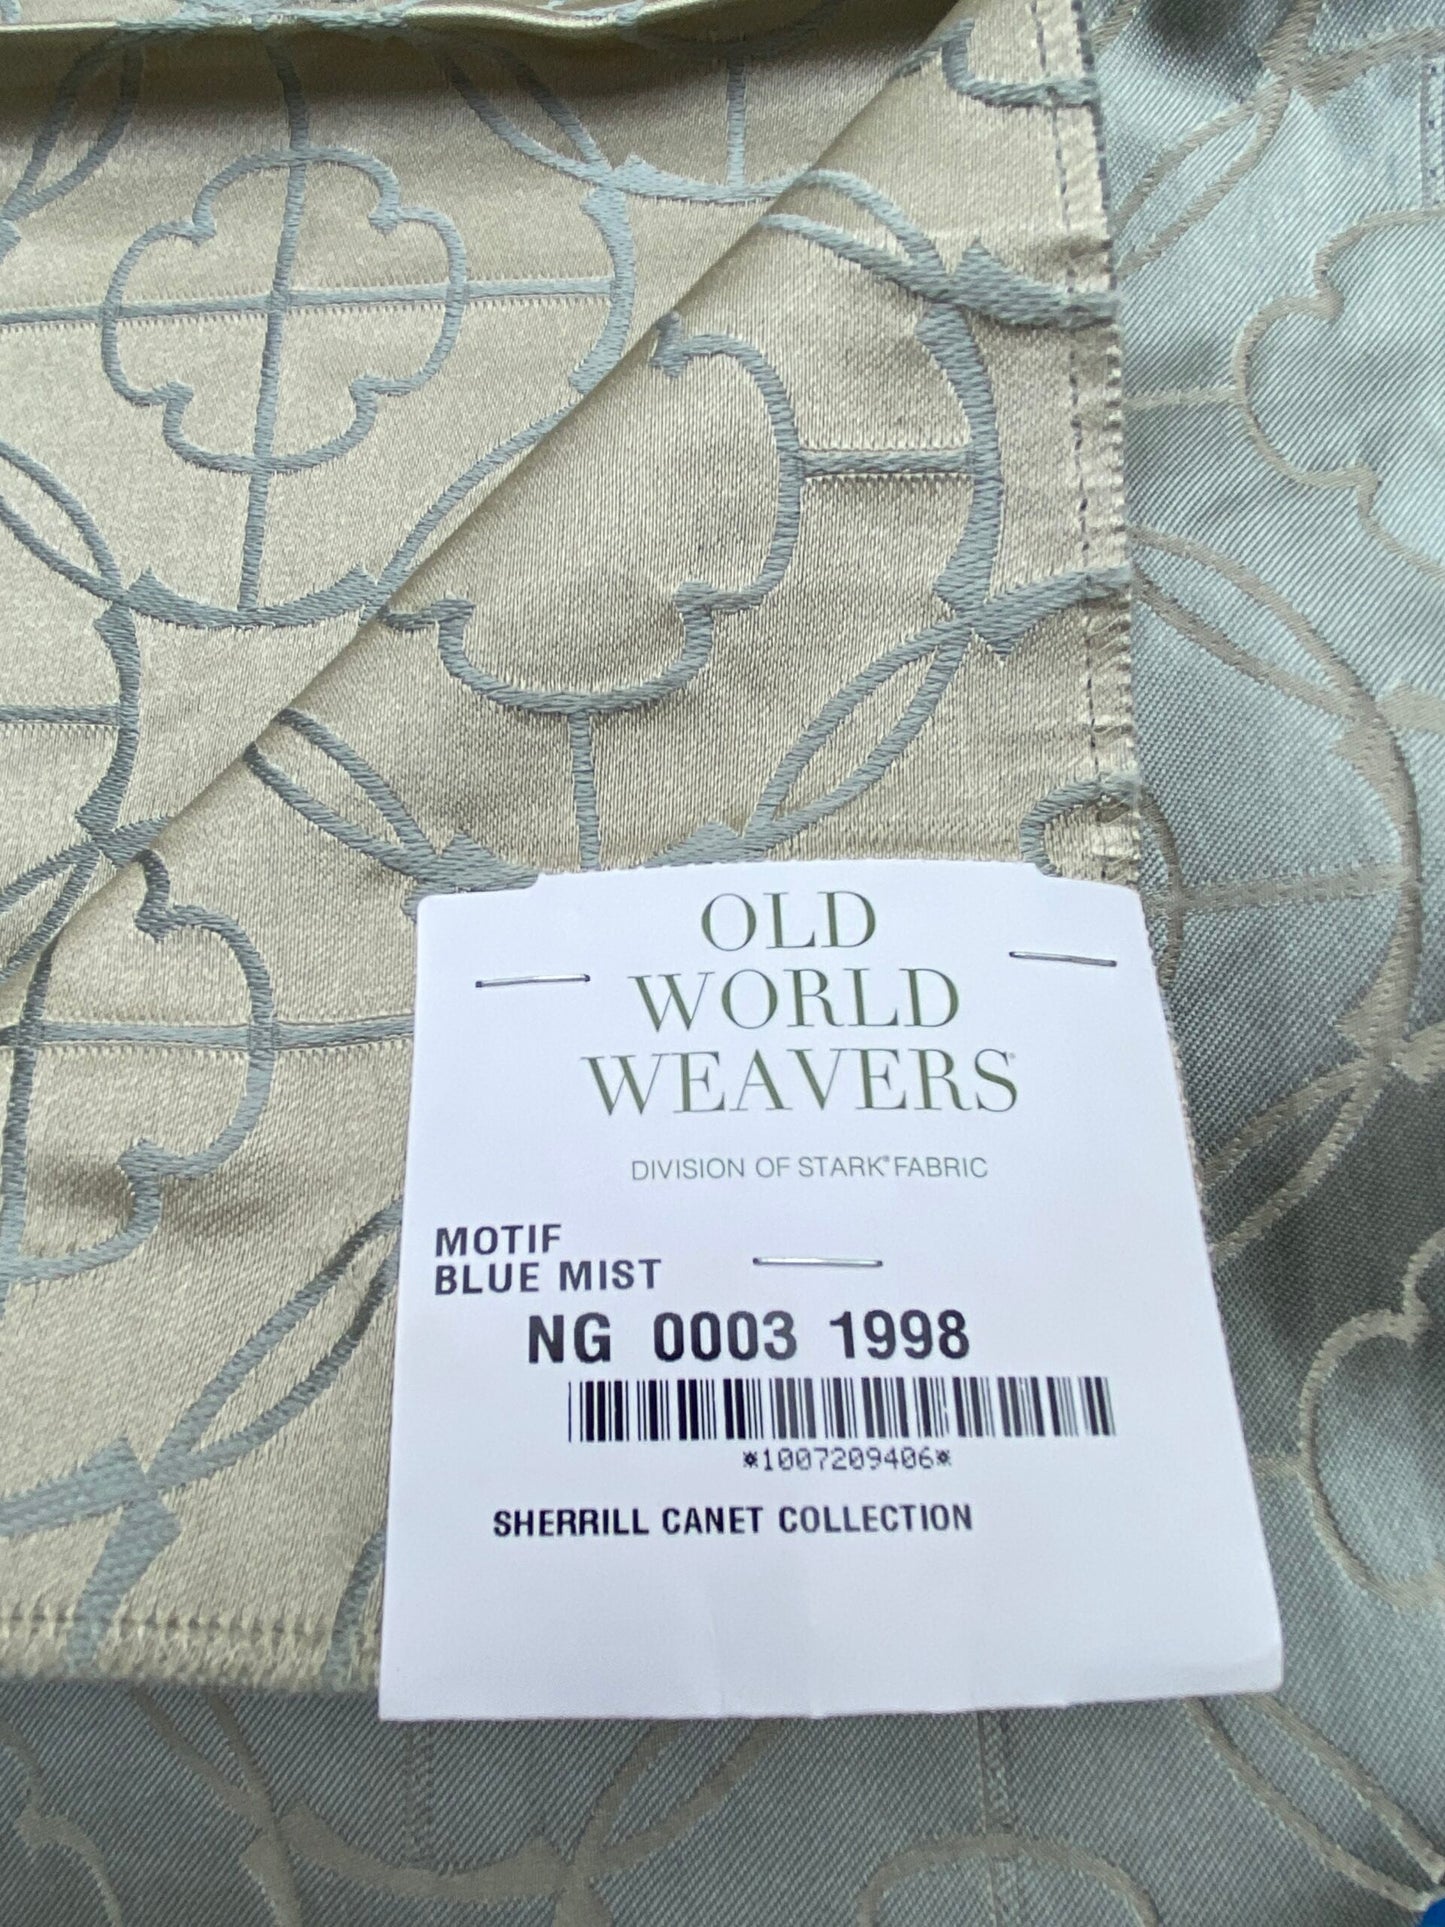 OLD
WORLD
WEAVERS®
DIVISION OF STARK® FABRIC
MOTIF
BLUE MIST
NG 0003 1998
*1007209406*
SHERRILL CANET COLLECTION